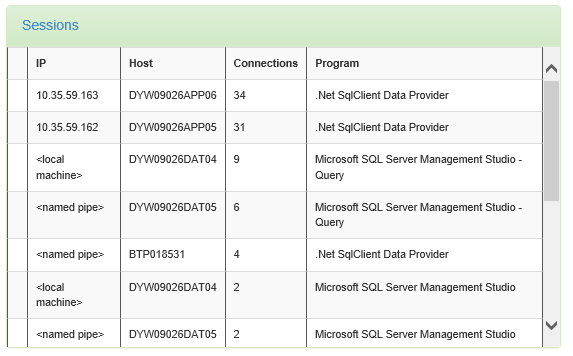 Sessions
IP Host Connections Program
10.35.59.163 DYW09026APP06 34 .Net SqlClient Data Provider
10.35.59.162 DYW09026APP05 31 .Net SqlClient Data Provider
<local machine> DYW09026DAT04 9 Microsoft SQL Server Management Studio - Query
<named pipe> DYW09026DAT05 6 Microsoft SQL Server Management Studio - Query
<named pipe> BTP018531 4 .Net SqlClient Data Provider
<local machine> DYW09026DAT04 2 Microsoft SQL Server Management Studio
<named pipe> DYW09026DAT05 2 Microsoft SQL Server Management Studio